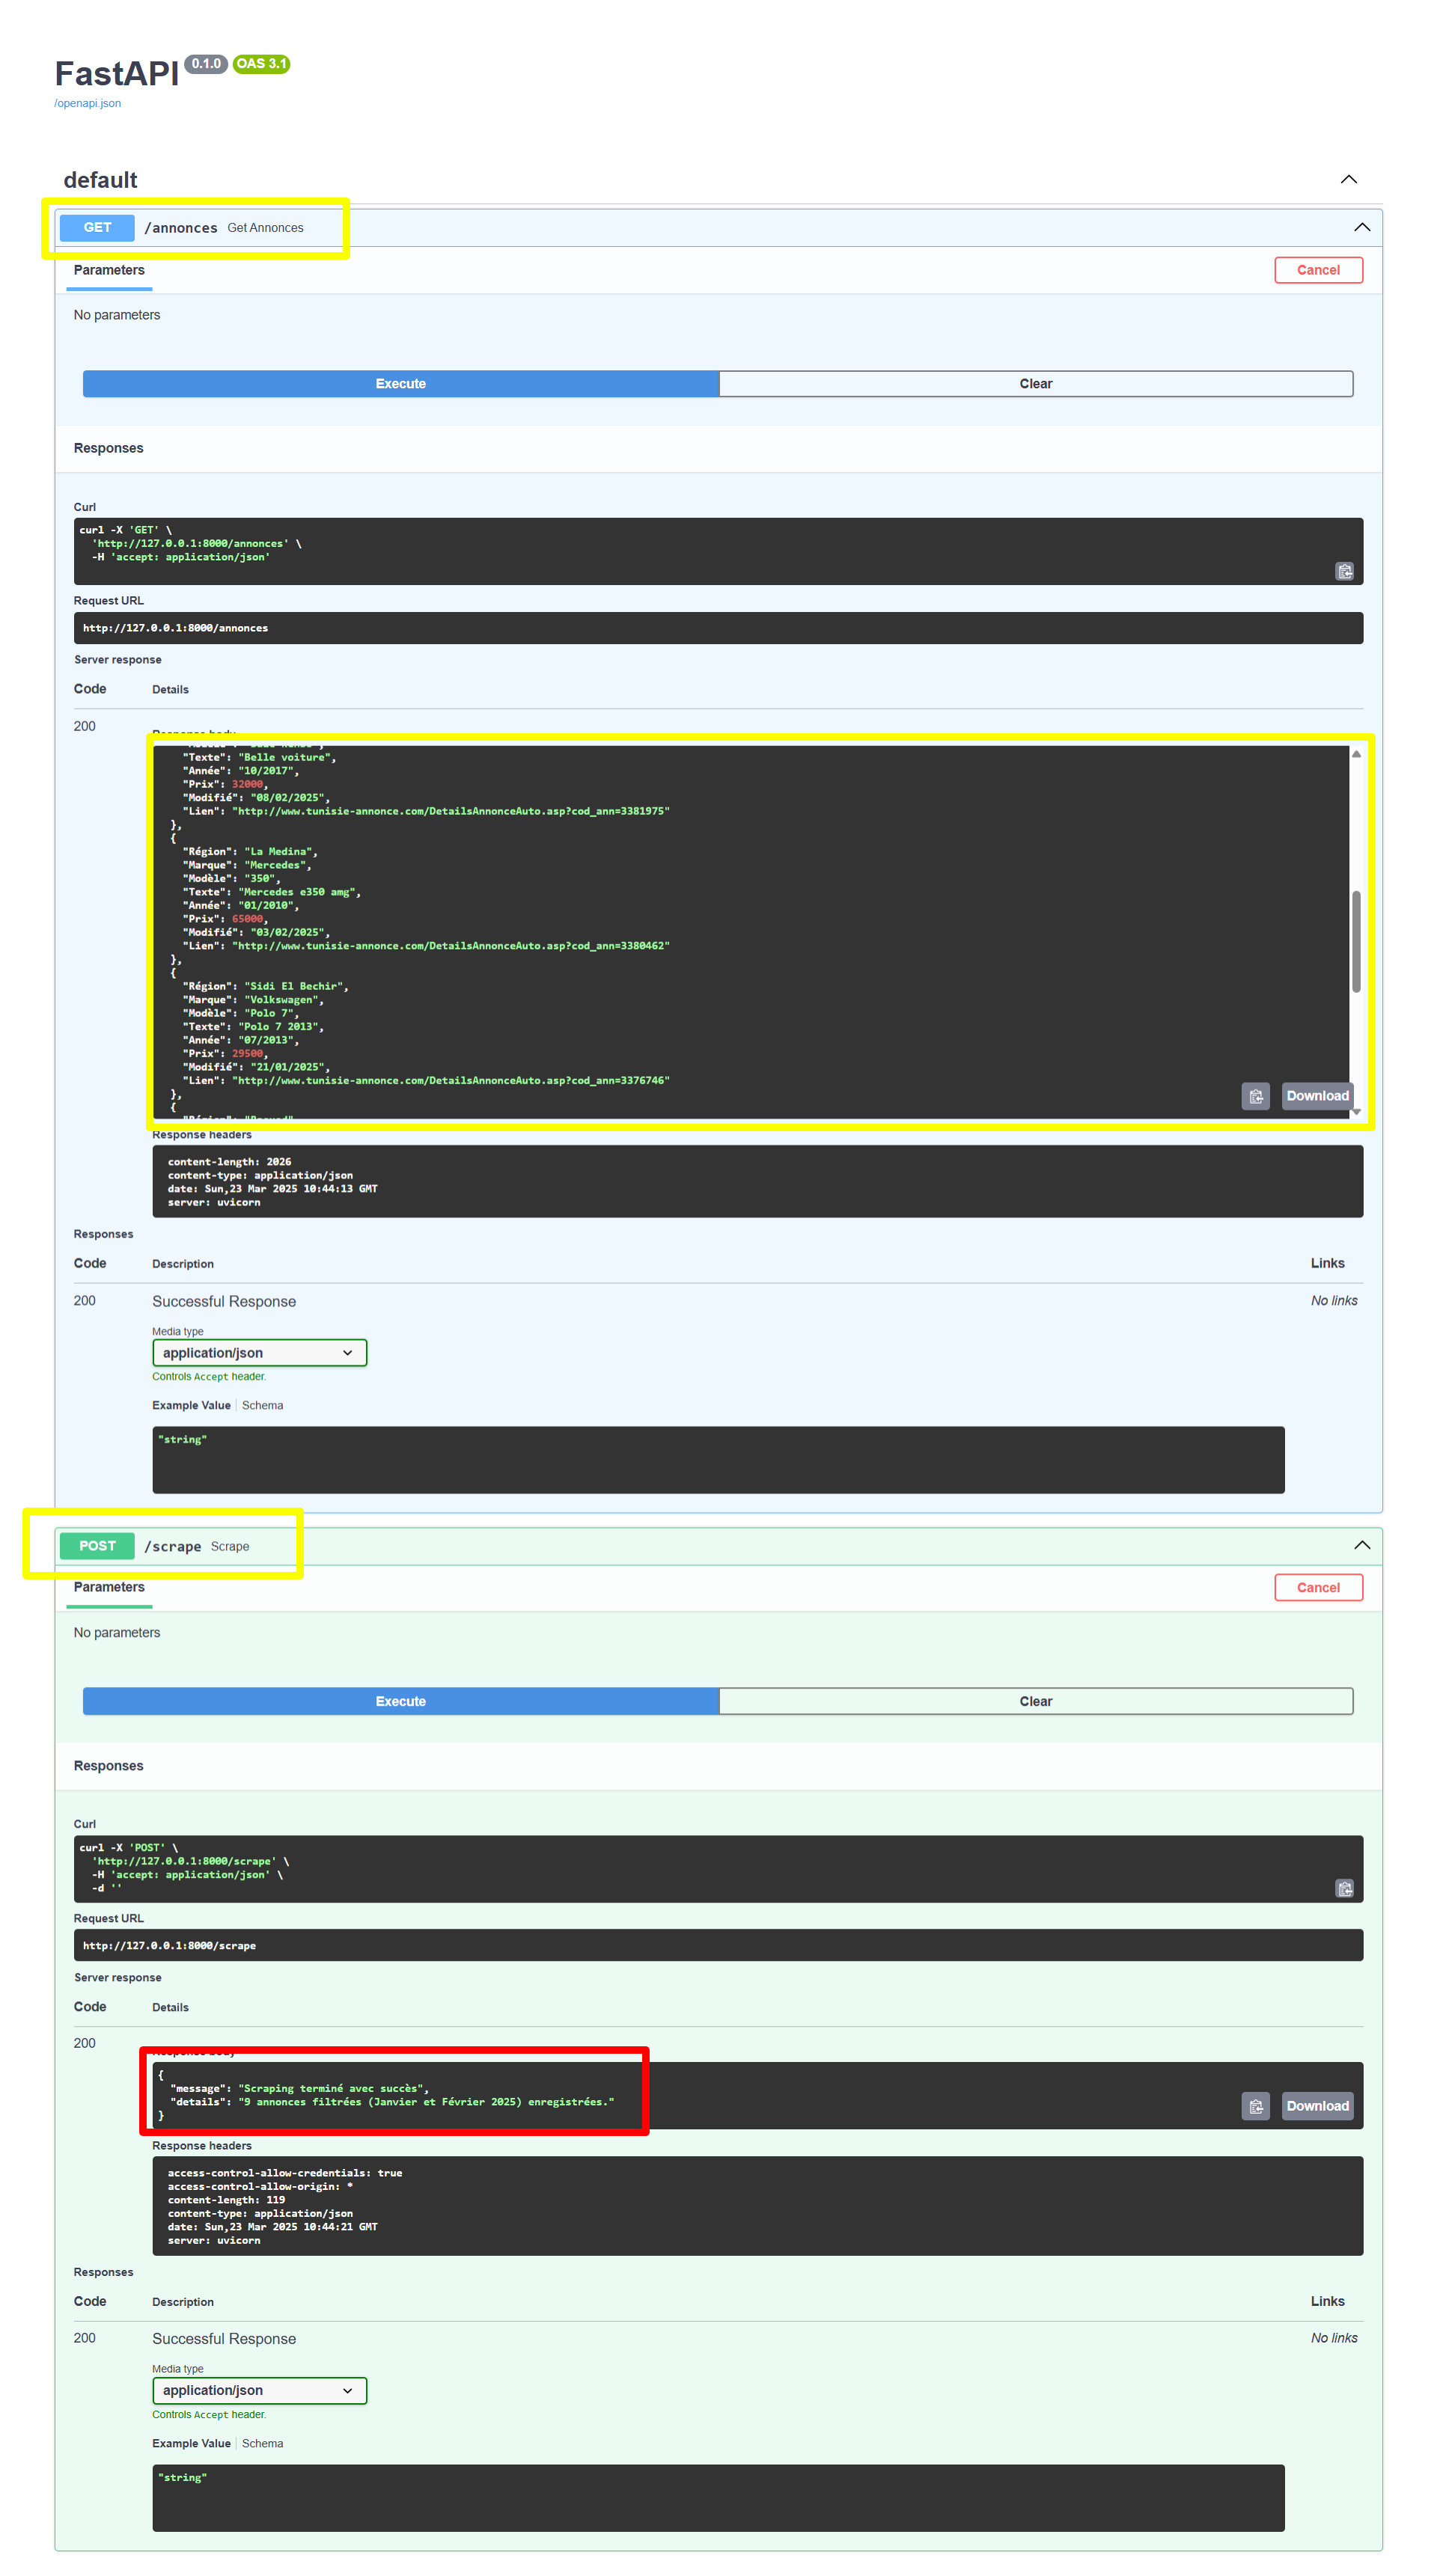 FastAPI 0.1.0 OAS 3.1
/openapi.json
default
GET /annonces Get Annonces
Parameters
Cancel
No parameters
Execute
Clear
Responses
Curl
curl -X 'GET' \
'http://127.0.0.1:8000/annonces' \
-H 'accept: application/json'
Request URL
http://127.0.0.1:8000/annonces
Server response
Code Details
200
Response body
"Texte": "Belle voiture",
"Année": "10/2017",
"Prix": 32000,
"Modifié": "08/02/2025",
"Lien": "http://www.tunisie-annonce.com/DetailsAnnonceAuto.asp?cod_ann=3381975"
},
{
"Région": "La Medina",
"Marque": "Mercedes",
"Modèle": "350",
"Texte": "Mercedes e350 amg",
"Année": "01/2010",
"Prix": 65000,
"Modifié": "03/02/2025",
"Lien": "http://www.tunisie-annonce.com/DetailsAnnonceAuto.asp?cod_ann=3380462"
},
{
"Région": "Sidi El Bechir",
"Marque": "Volkswagen",
"Modèle": "Polo 7",
"Texte": "Polo 7 2013",
"Année": "07/2013",
"Prix": 29500,
"Modifié": "21/01/2025",
"Lien": "http://www.tunisie-annonce.com/DetailsAnnonceAuto.asp?cod_ann=3376746"
},
{
Download
Response headers
content-length: 2026
content-type: application/json
date: Sun,23 Mar 2025 10:44:13 GMT
server: uvicorn
Responses
Code Description Links
200 Successful Response No links
Media type
application/json
Controls Accept header.
Example Value Schema
"string"
POST /scrape Scrape
Parameters
Cancel
No parameters
Execute
Clear
Responses
Curl
curl -X 'POST' \
'http://127.0.0.1:8000/scrape' \
-H 'accept: application/json' \
-d ''
Request URL
http://127.0.0.1:8000/scrape
Server response
Code Details
200
Response body
{
"message": "Scraping terminé avec succès",
"details": "9 annonces filtrées (Janvier et Février 2025) enregistrées."
}
Download
Response headers
access-control-allow-credentials: true
access-control-allow-origin: *
content-length: 119
content-type: application/json
date: Sun,23 Mar 2025 10:44:21 GMT
server: uvicorn
Responses
Code Description Links
200 Successful Response No links
Media type
application/json
Controls Accept header.
Example Value Schema
"string"